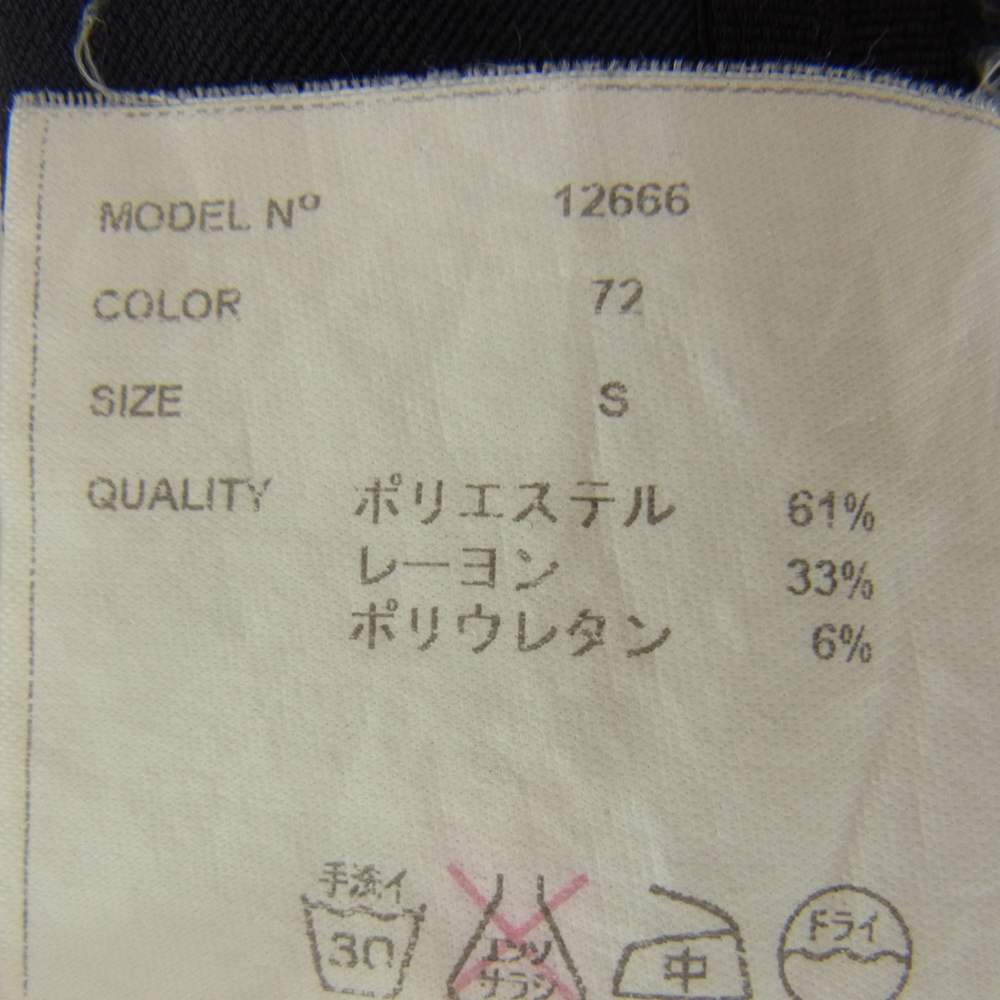 MODEL Nº 12666
COLOR 72
SIZE S
QUALITY ポリエステル 61%
レーヨン 33%
ポリウレタン 6%
手洗イ
30
エンソ
サラシ
中
ドライ